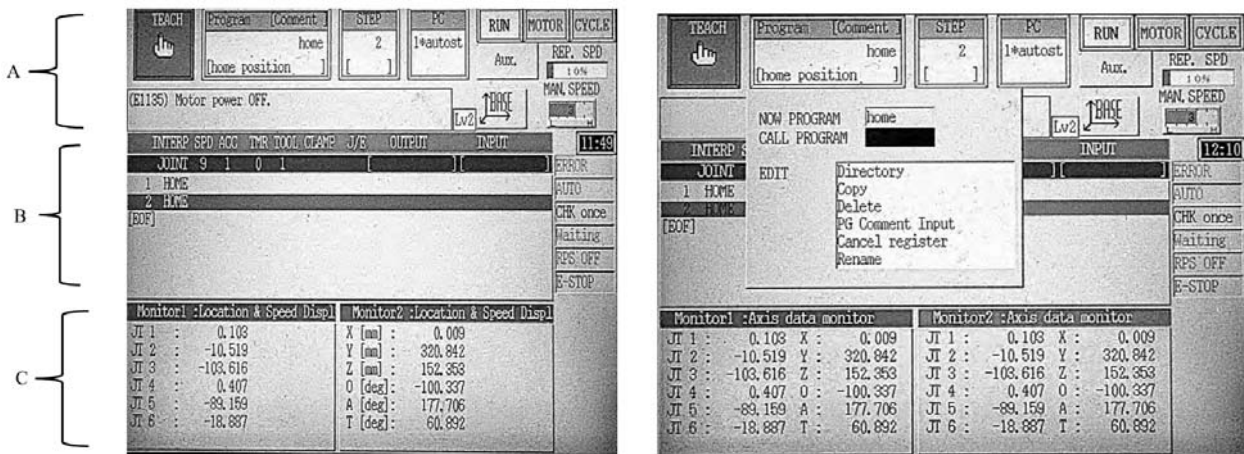 A
B
C
TEACH
Program [Comment ]
home
[home position ]
STEP
2
[ ]
PC
1*autost
RUN
MOTOR
CYCLE
Aux.
REP. SPD
10%
(E1135) Motor power OFF.
Lv2
BASE
MAN. SPEED
H
INTERP SPD ACC TMR TOOL CLAMP J/E OUTPUT INPUT
11:49
JOINT 9 1 0 1 [ ][ ]
1 HOME
2 HOME
[EOF]
ERROR
AUTO
CHK once
Waiting
RPS OFF
E-STOP
Monitor1 :Location & Speed Displ
JT 1 : 0.103
JT 2 : -10.519
JT 3 : -103.616
JT 4 : 0.407
JT 5 : -89.159
JT 6 : -18.887
Monitor2 :Location & Speed Displ
X [mm] : 0.009
Y [mm] : 320.842
Z [mm] : 152.353
O [deg]: -100.337
A [deg]: 177.706
T [deg]: 60.892
TEACH
Program [Comment ]
home
[home position ]
STEP
2
[ ]
PC
1*autost
RUN
MOTOR
CYCLE
Aux.
REP. SPD
10%
Lv2
BASE
MAN. SPEED
3 H
NOW PROGRAM home
CALL PROGRAM
EDIT
Directory
Copy
Delete
PG Comment Input
Cancel register
Rename
INTERP S
INPUT
12:10
JOINT
][ ]
1 HOME
2 HOME
[EOF]
ERROR
AUTO
CHK once
Waiting
RPS OFF
E-STOP
Monitor1 :Axis data monitor
JT 1 : 0.103 X : 0.009
JT 2 : -10.519 Y : 320.842
JT 3 : -103.616 Z : 152.353
JT 4 : 0.407 O : -100.337
JT 5 : -89.159 A : 177.706
JT 6 : -18.887 T : 60.892
Monitor2 :Axis data monitor
JT 1 : 0.103 X : 0.009
JT 2 : -10.519 Y : 320.842
JT 3 : -103.616 Z : 152.353
JT 4 : 0.407 O : -100.337
JT 5 : -89.159 A : 177.706
JT 6 : -18.887 T : 60.892